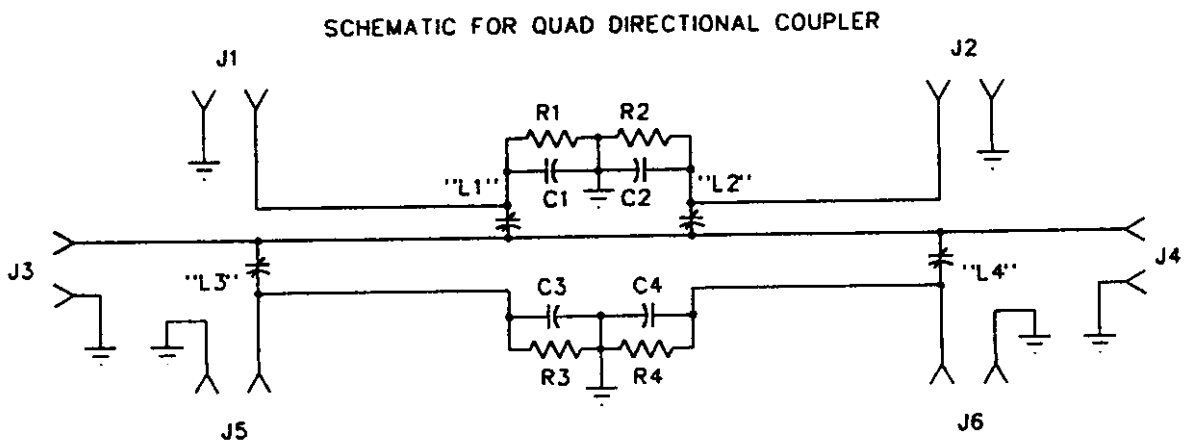 SCHEMATIC FOR QUAD DIRECTIONAL COUPLER
J1
J2
R1
R2
"L1"
C1
C2
"L2"
J3
"L3"
C3
C4
"L4"
J4
R3
R4
J5
J6